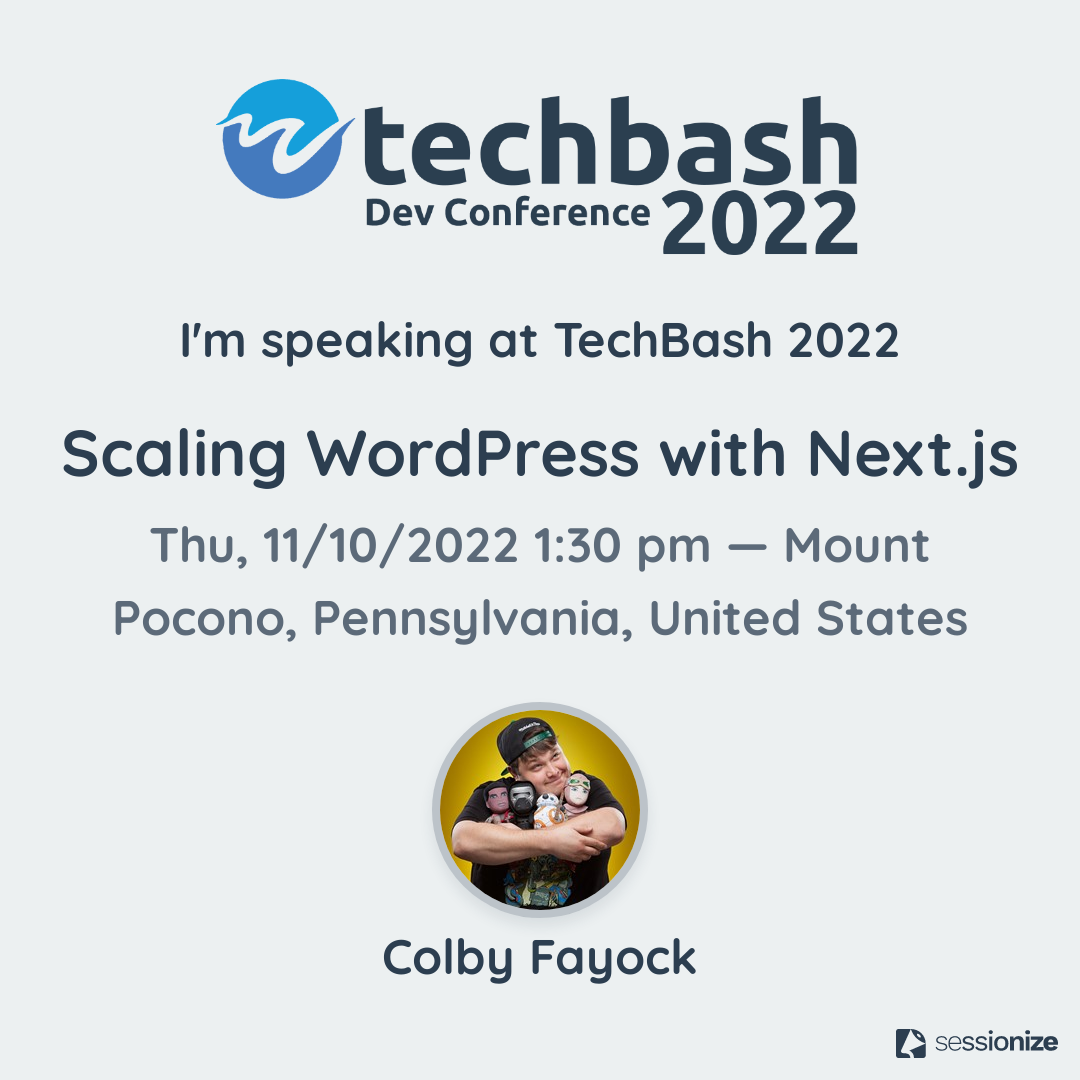 techbash
Dev Conference 2022
I'm speaking at TechBash 2022
Scaling WordPress with Next.js
Thu, 11/10/2022 1:30 pm — Mount
Pocono, Pennsylvania, United States
Colby Fayock
sessionize